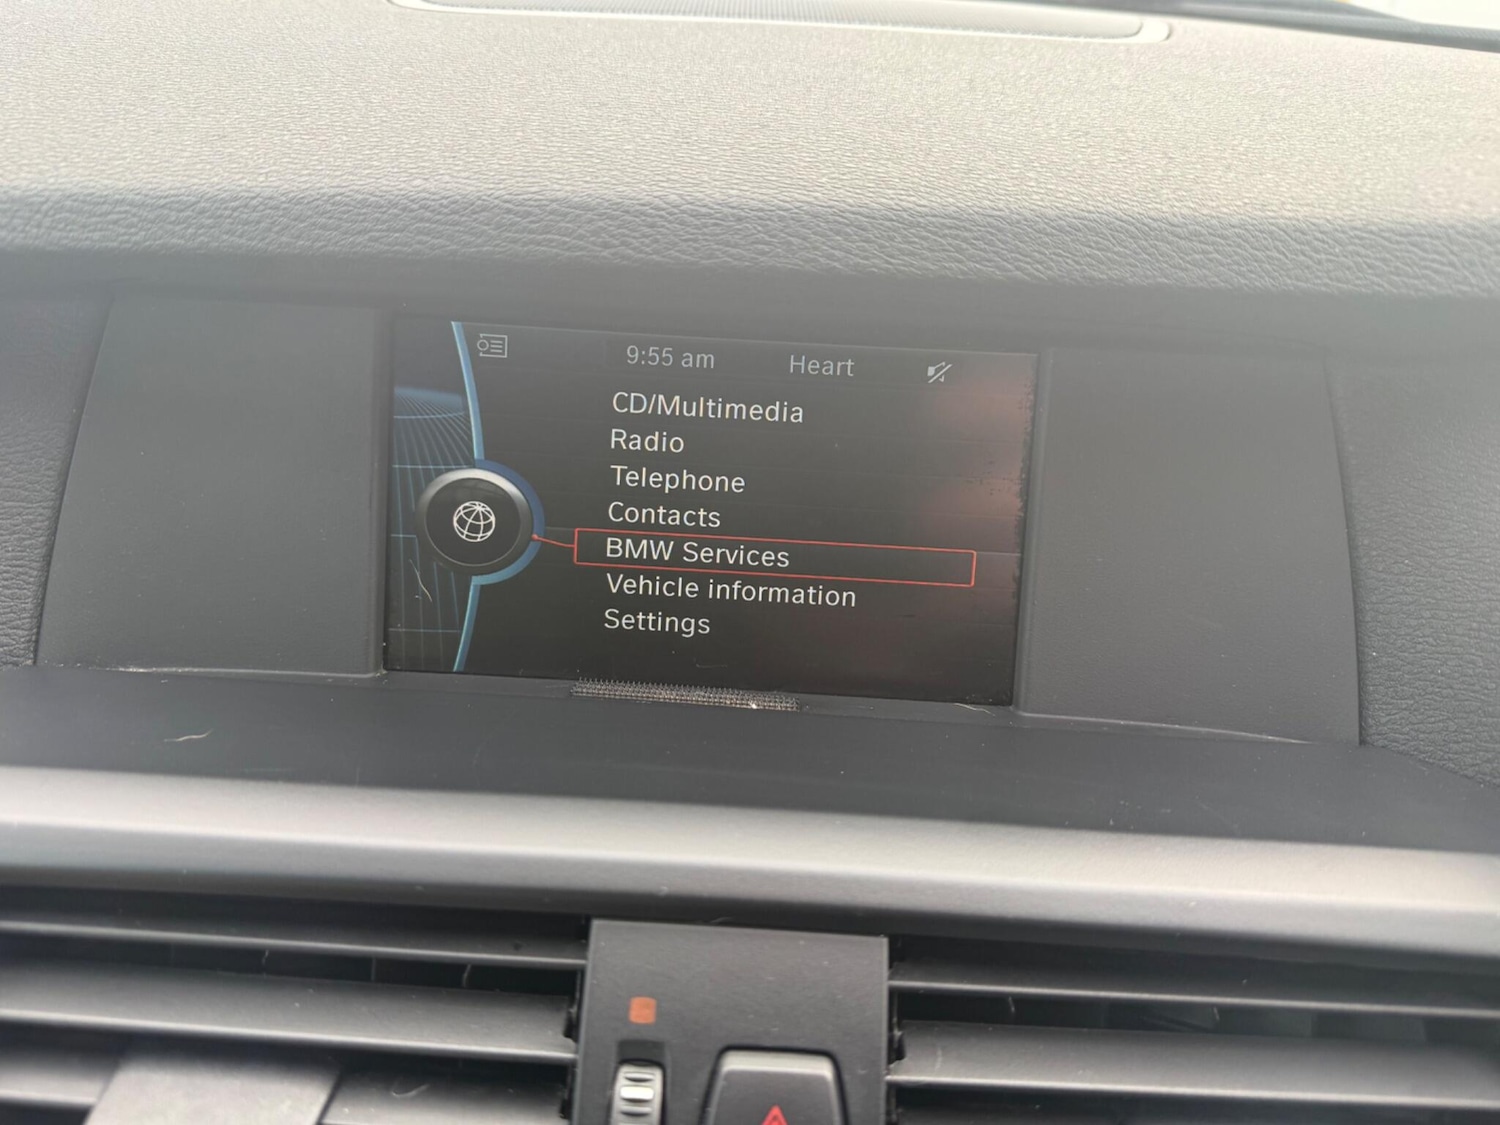 9:55 am Heart
CD/Multimedia
Radio
Telephone
Contacts
BMW Services
Vehicle information
Settings